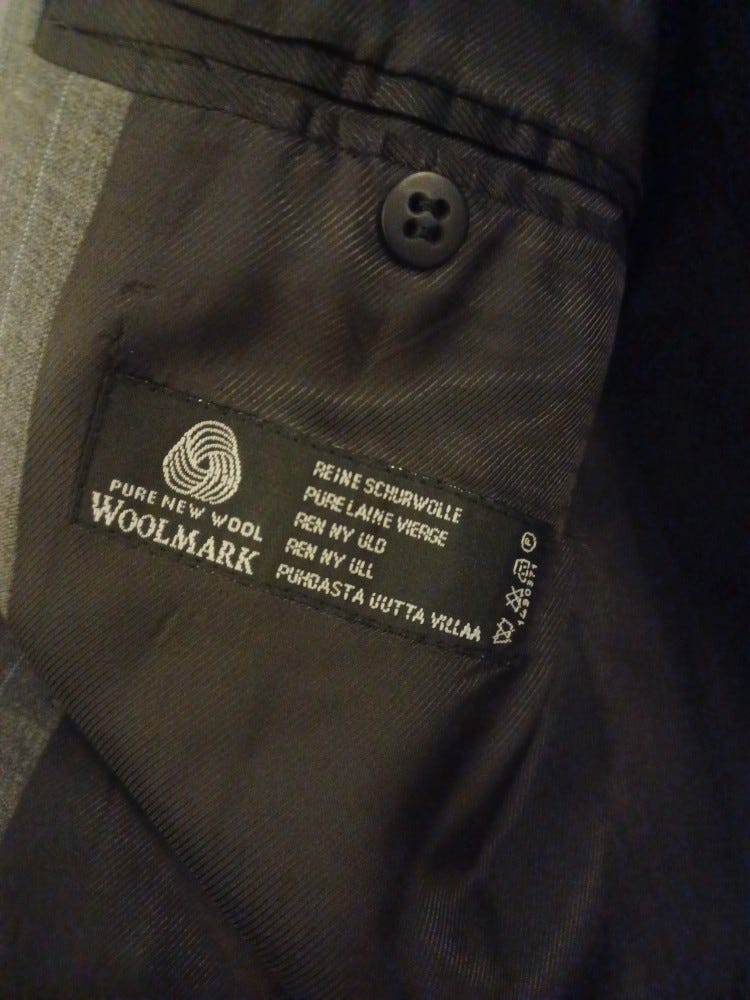 PURE NEW WOOL
WOOLMARK
REINE SCHURWOLLE
PURE LAINE VIERGE
REN NY ULD
REN NY ULL
PUHDASTA UUTTA VILLAA
P